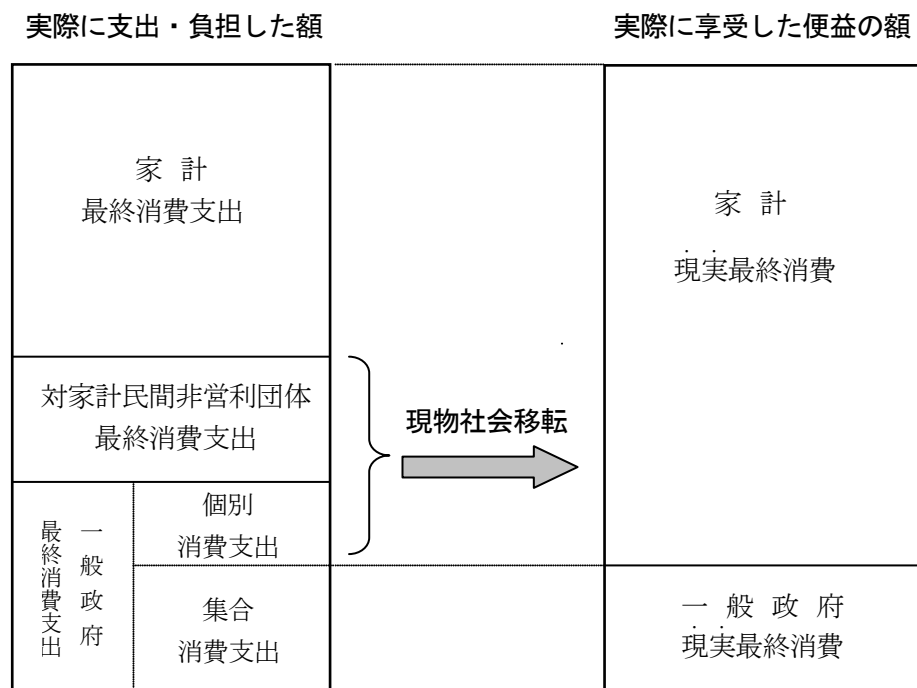 実際に支出・負担した額
実際に享受した便益の額
家 計
最終消費支出
家 計
現実最終消費
対家計民間非営利団体
最終消費支出
現物社会移転
一般政府
最終消費支出
個別
消費支出
集合
消費支出
一 般 政 府
現実最終消費